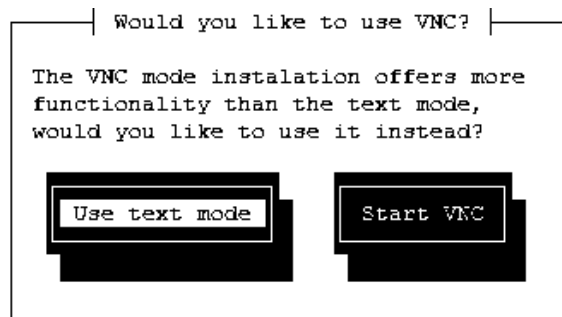 Would you like to use VNC?
The VNC mode instalation offers more
functionality than the text mode,
would you like to use it instead?
Use text mode
Start VNC